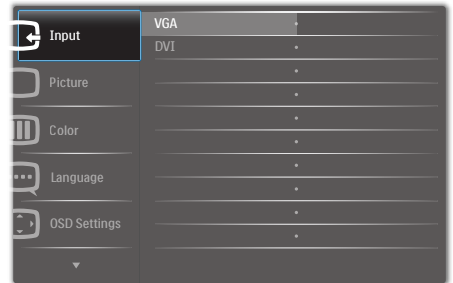 Input
VGA
DVI
Picture
Color
Language
OSD Settings